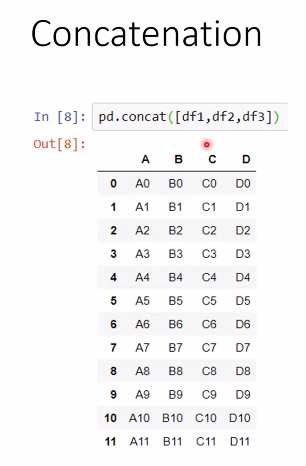 Concatenation
In [8]: pd.concat([df1,df2,df3])
Out[8]:
A B C D
0 A0 B0 C0 D0
1 A1 B1 C1 D1
2 A2 B2 C2 D2
3 A3 B3 C3 D3
4 A4 B4 C4 D4
5 A5 B5 C5 D5
6 A6 B6 C6 D6
7 A7 B7 C7 D7
8 A8 B8 C8 D8
9 A9 B9 C9 D9
10 A10 B10 C10 D10
11 A11 B11 C11 D11